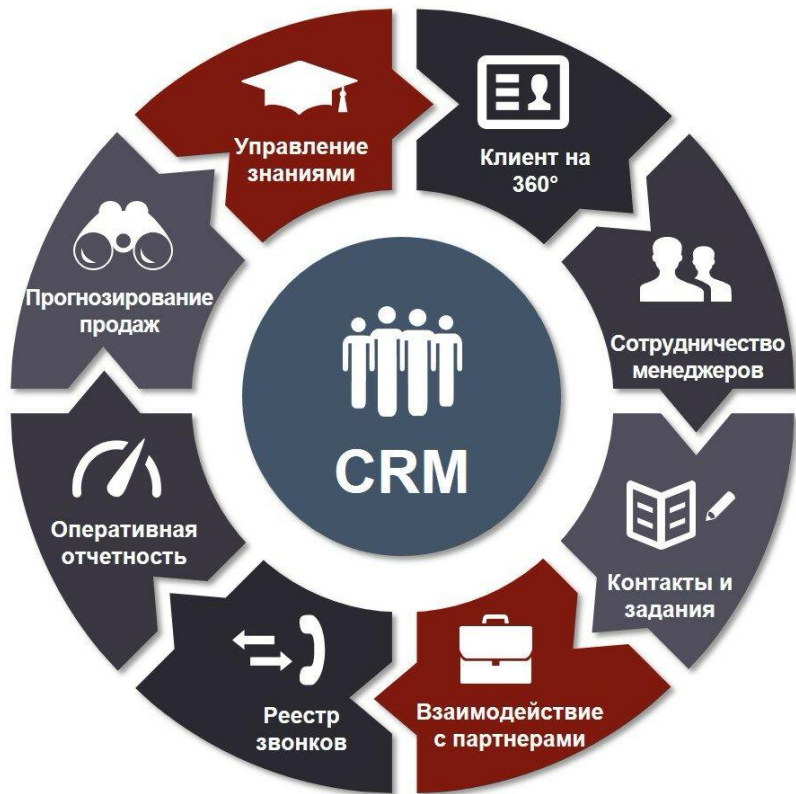 Управление
знаниями
Клиент на
360°
Сотрудничество
менеджеров
Контакты и
задания
Взаимодействие
с партнерами
Реестр
звонков
Оперативная
отчетность
Прогнозирование
продаж
CRM